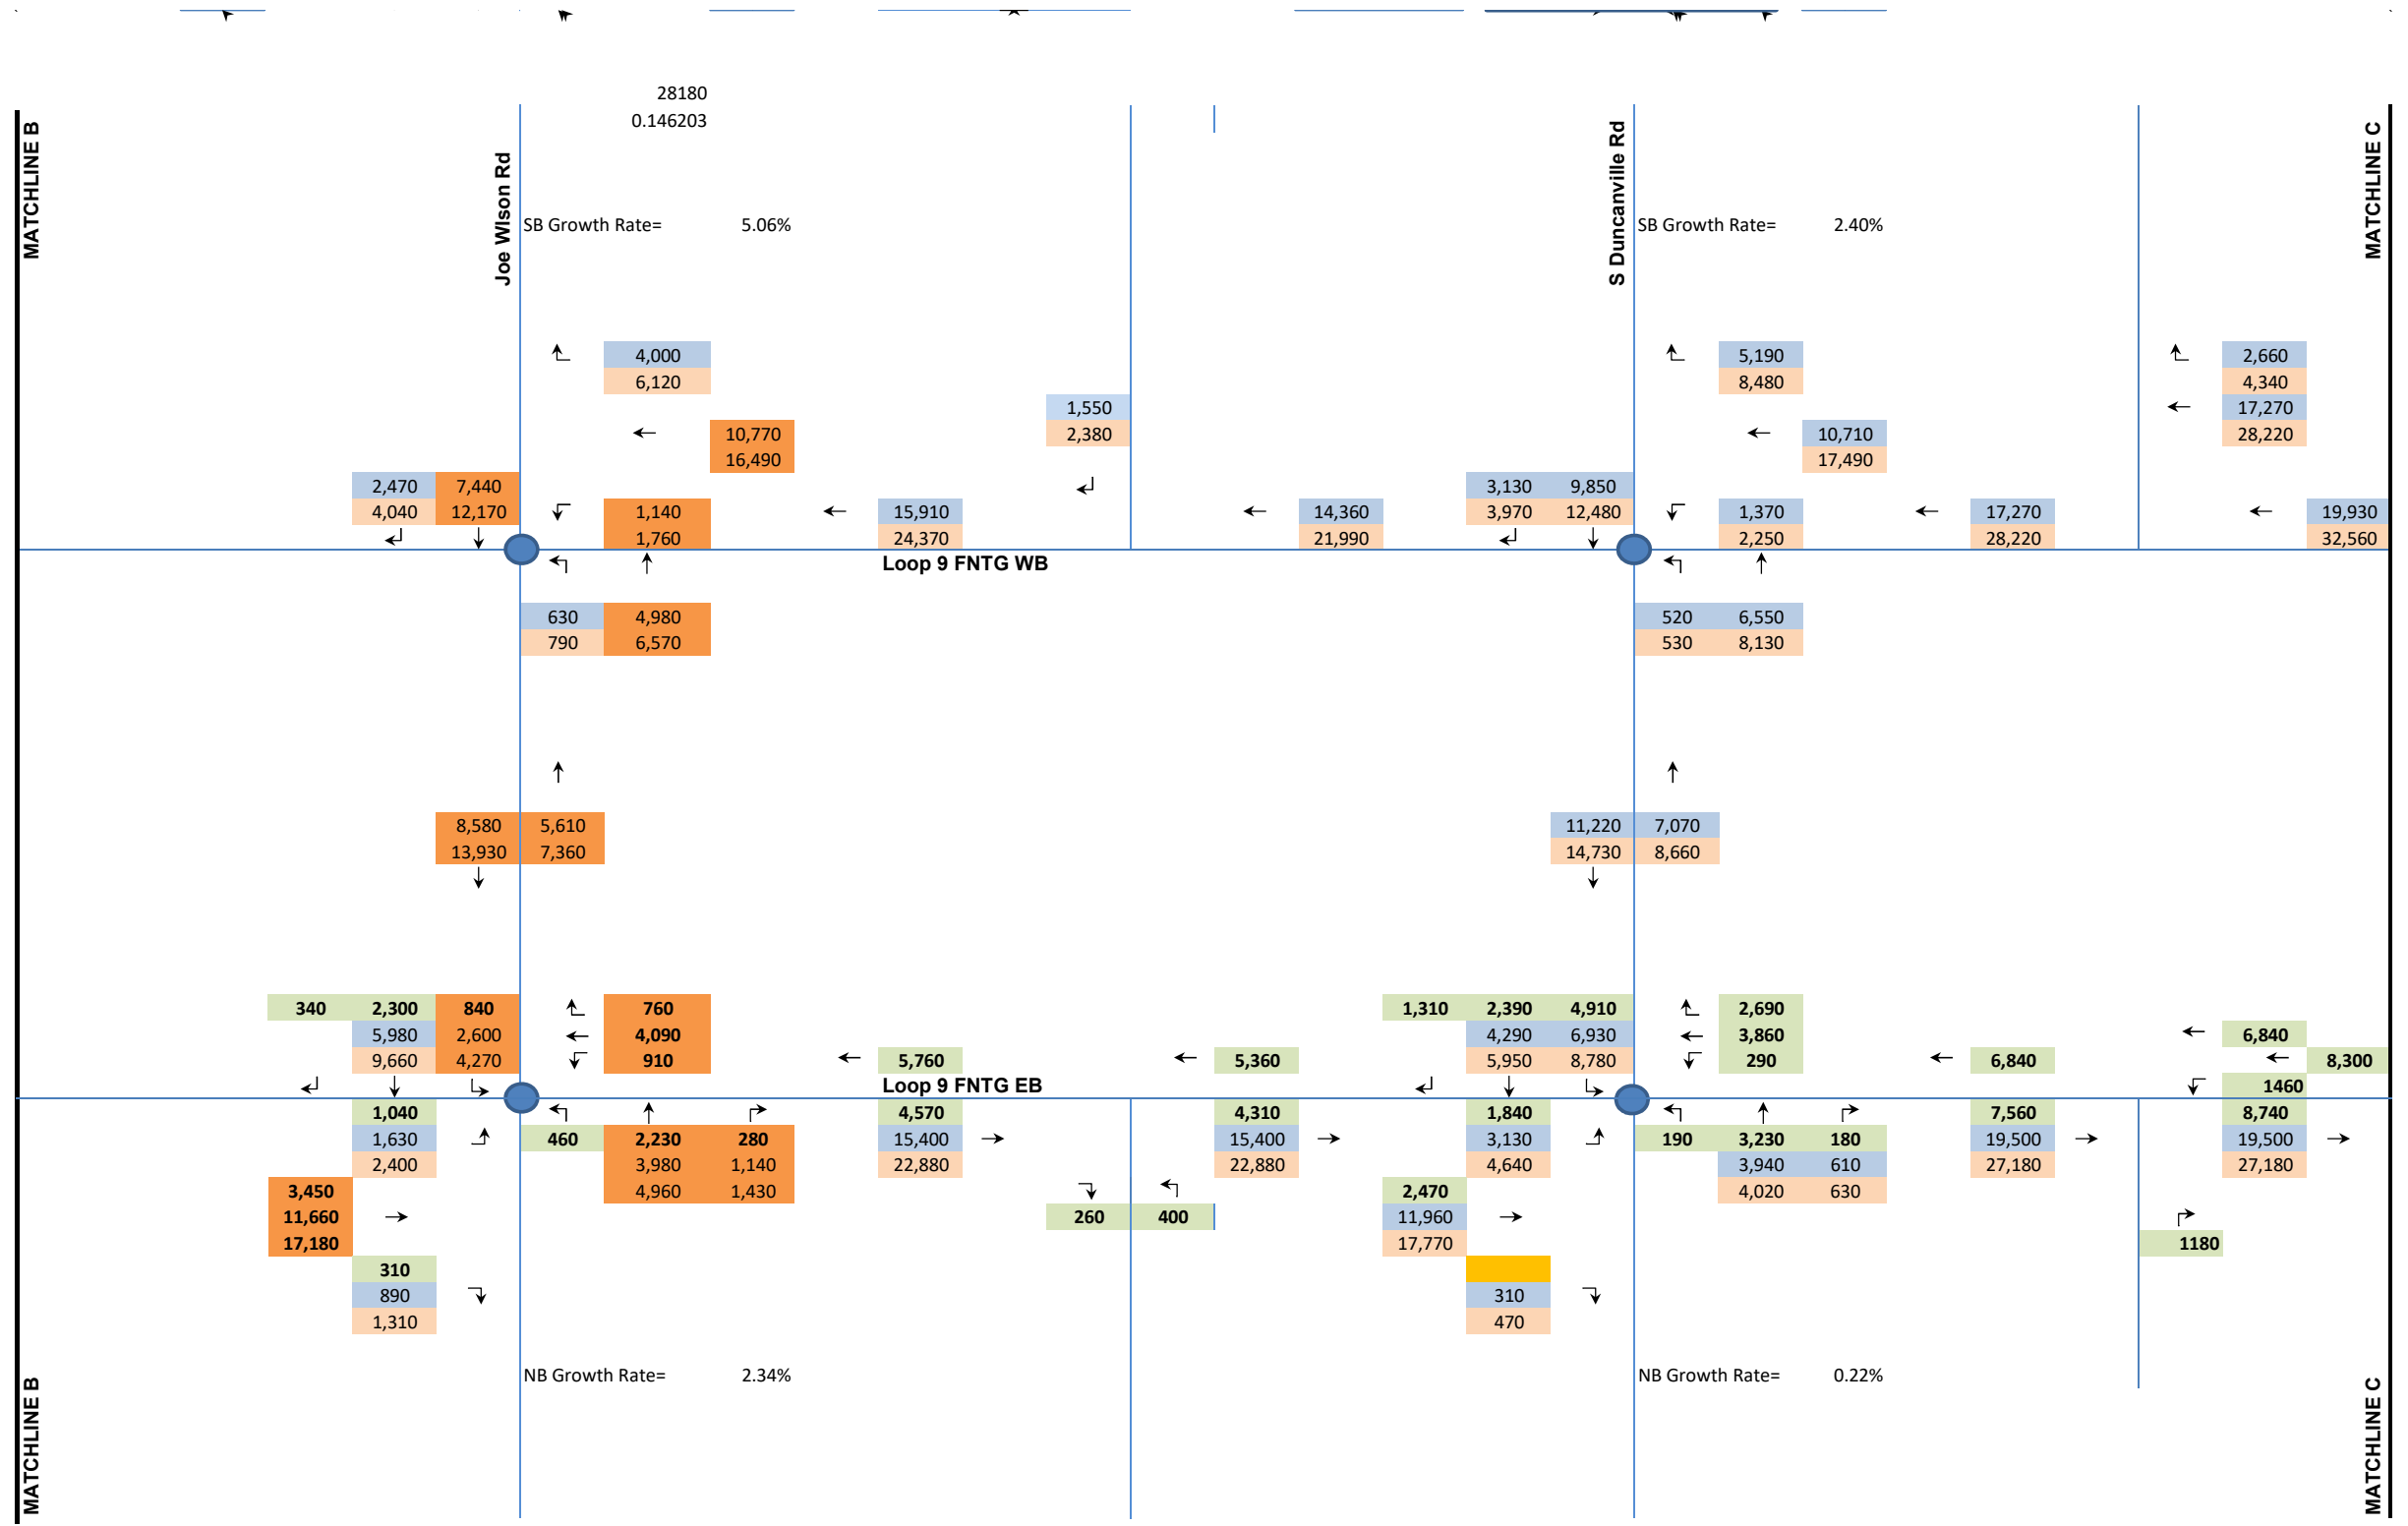 28180
0.146203
MATCHLINE B
Joe Wlson Rd
S Duncanville Rd
MATCHLINE C
SB Growth Rate= 5.06%
SB Growth Rate= 2.40%
4,000 5,190 2,660
6,120 8,480 4,340
1,550 17,270
10,770 2,380 10,710 28,220
16,490 17,490
2,470 7,440 3,130 9,850
4,040 12,170 1,140 15,910 14,360 3,970 12,480 1,370 17,270 19,930
1,760 24,370 21,990 2,250 28,220 32,560
Loop 9 FNTG WB
630 4,980 520 6,550
790 6,570 530 8,130
8,580 5,610 11,220 7,070
13,930 7,360 14,730 8,660
340 2,300 840 760 1,310 2,390 4,910 2,690
5,980 2,600 4,090 4,290 6,930 3,860 6,840
9,660 4,270 910 5,760 5,360 5,950 8,780 290 6,840 8,300
Loop 9 FNTG EB 1460
1,040 4,570 4,310 1,840 7,560 8,740
1,630 460 2,230 280 15,400 15,400 3,130 190 3,230 180 19,500 19,500
2,400 3,980 1,140 22,880 22,880 4,640 3,940 610 27,180 27,180
3,450 4,960 1,430 2,470 4,020 630
11,660 260 400 11,960
17,180 17,770 1180
310
890 310
1,310 470
NB Growth Rate= 2.34%
NB Growth Rate= 0.22%
MATCHLINE B
MATCHLINE C